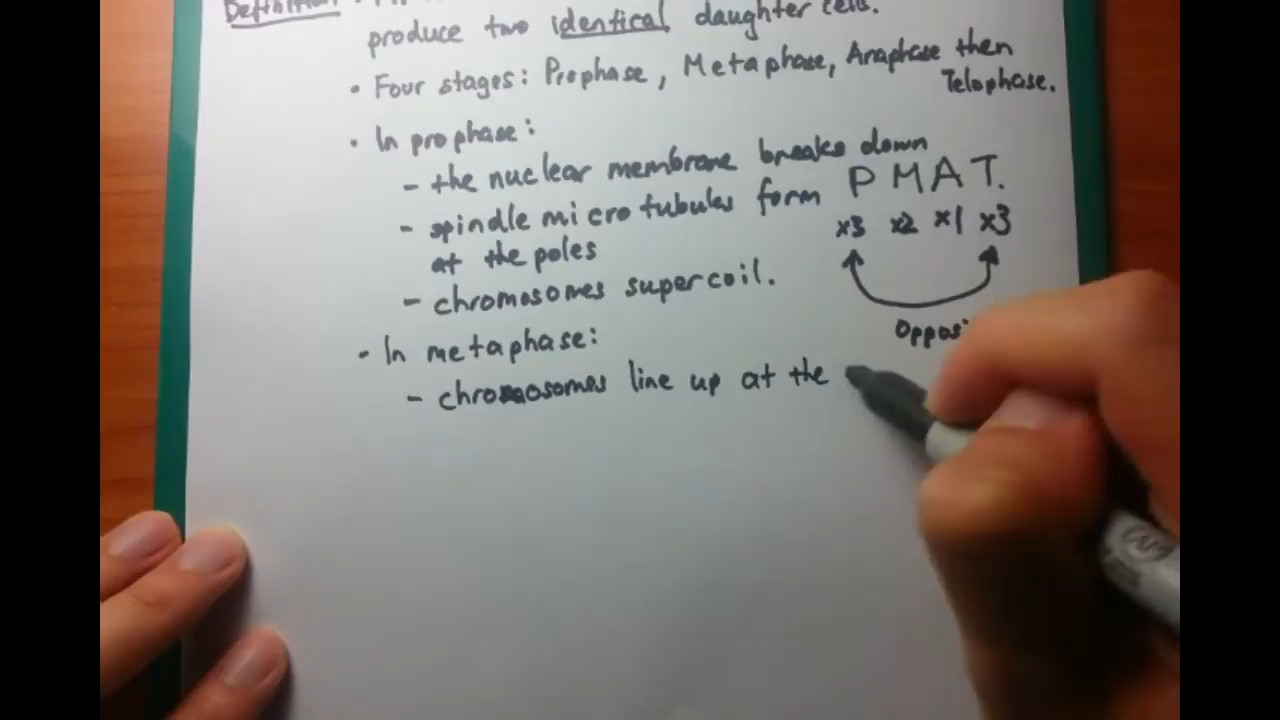 Definition:
produce two identical daughter cells.
• Four stages: Prophase, Metaphase, Anaphase then
Telophase.
• In prophase:
- the nuclear membrane breaks down
- spindle microtubules form
at the poles
- chromosomes supercoil.
P M A T.
x3 x2 x1 x3
• In metaphase:
- chromosomes line up at the